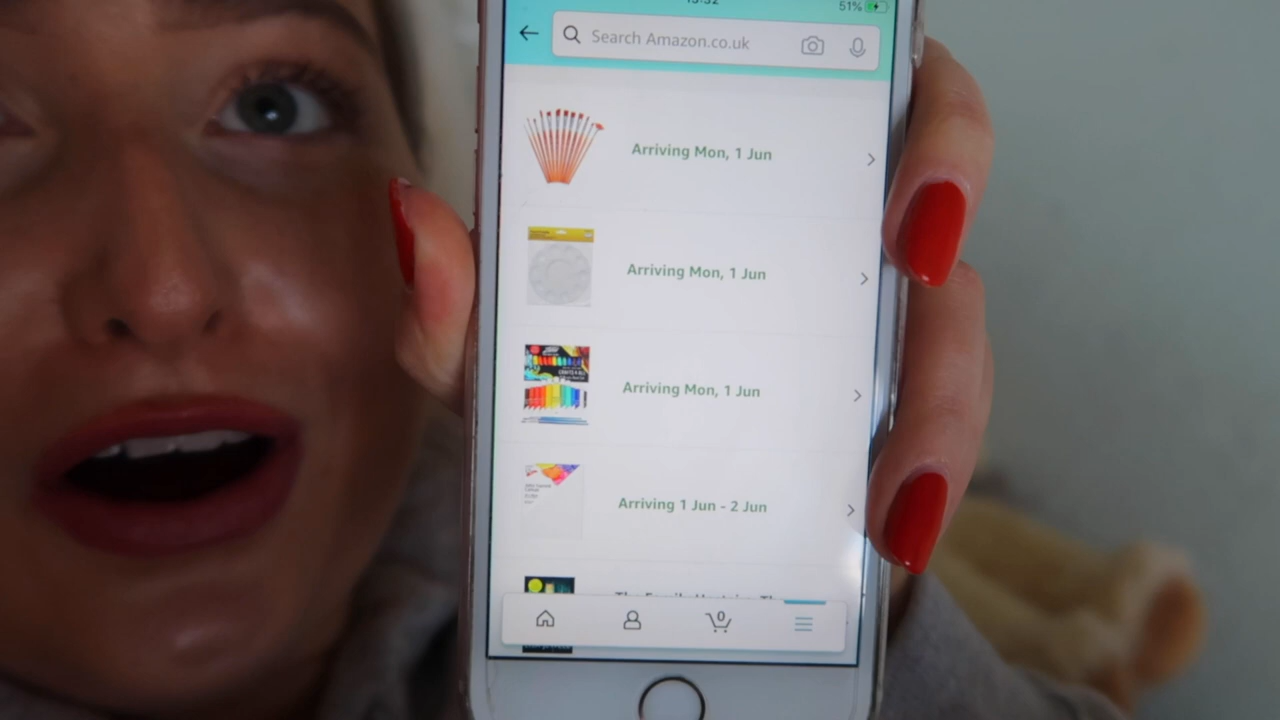 51%
Search Amazon.co.uk
Arriving Mon, 1 Jun
Arriving Mon, 1 Jun
Arriving Mon, 1 Jun
Arriving 1 Jun - 2 Jun
0